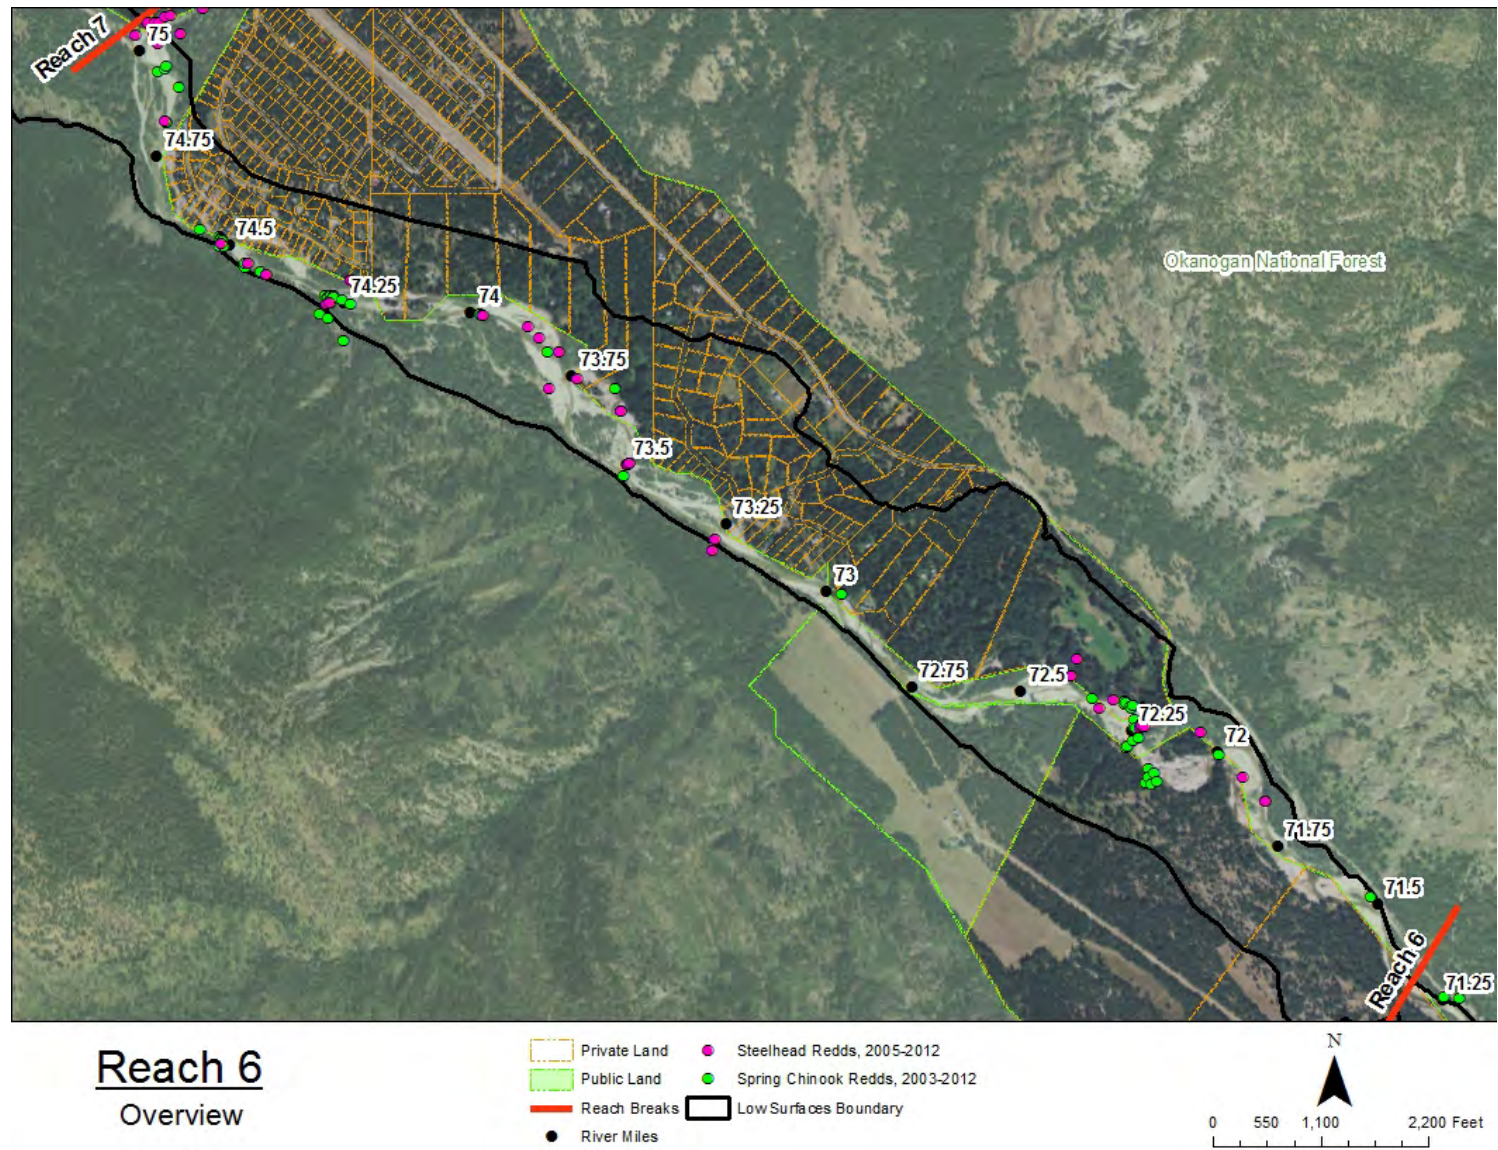 Reach 7
75
74.75
74.5
74.25
74
73.75
73.5
73.25
73
72.75
72.5
72.25
72
71.75
71.5
71.25
Okanogan National Forest
Reach 6
Reach 6
Overview
Private Land
Public Land
Reach Breaks
River Miles
Steelhead Redds, 2005-2012
Spring Chinook Redds, 2003-2012
Low Surfaces Boundary
N
0 550 1,100 2,200 Feet